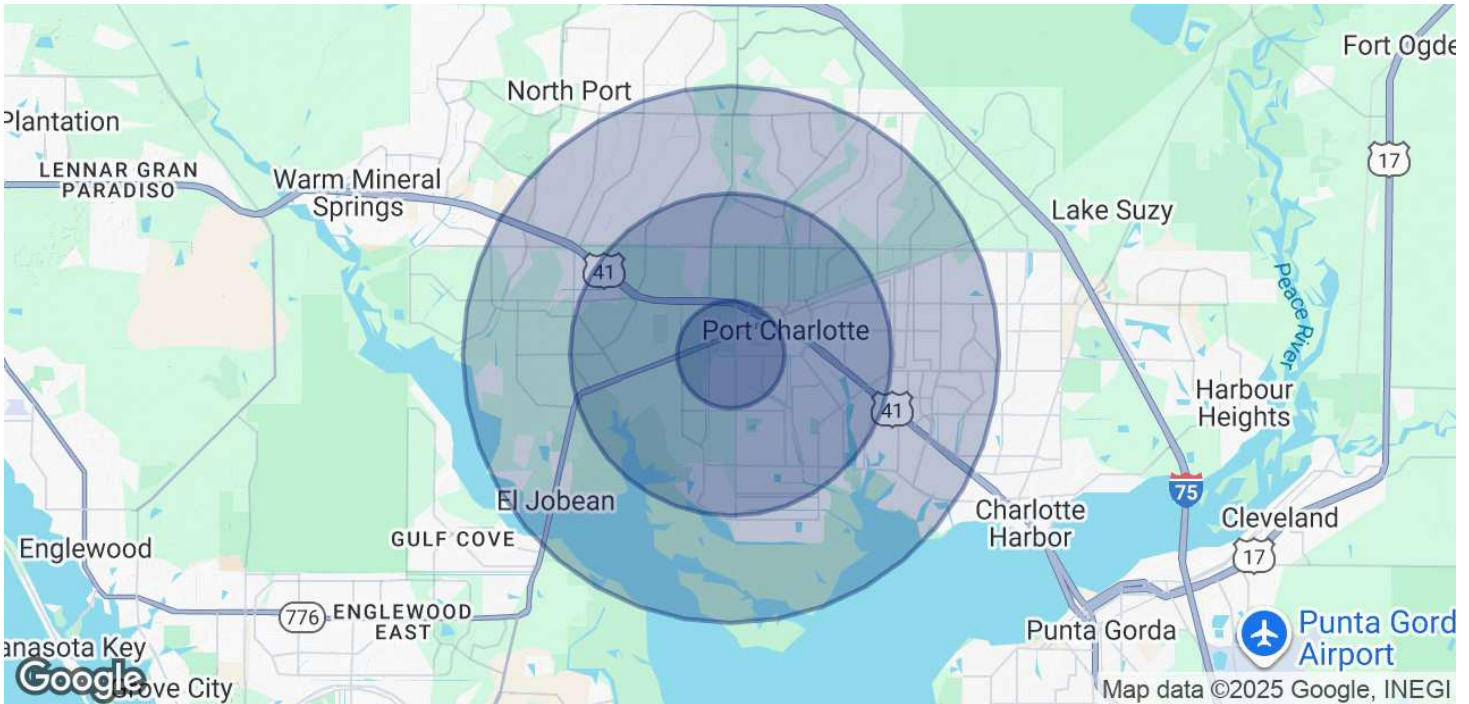 Fort Ogde
North Port
Plantation
17
LENNAR GRAN
PARADISO
Warm Mineral
Springs
Lake Suzy
41
Peace River
Port Charlotte
Harbour
Heights
41
El Jobean
75
Charlotte
Harbor
Cleveland
GULF COVE
Englewood
17
776
ENGLEWOOD
EAST
Punta Gorda
Punta Gord
Airport
anasota Key
Google
Grove City
Map data ©2025 Google, INEGI